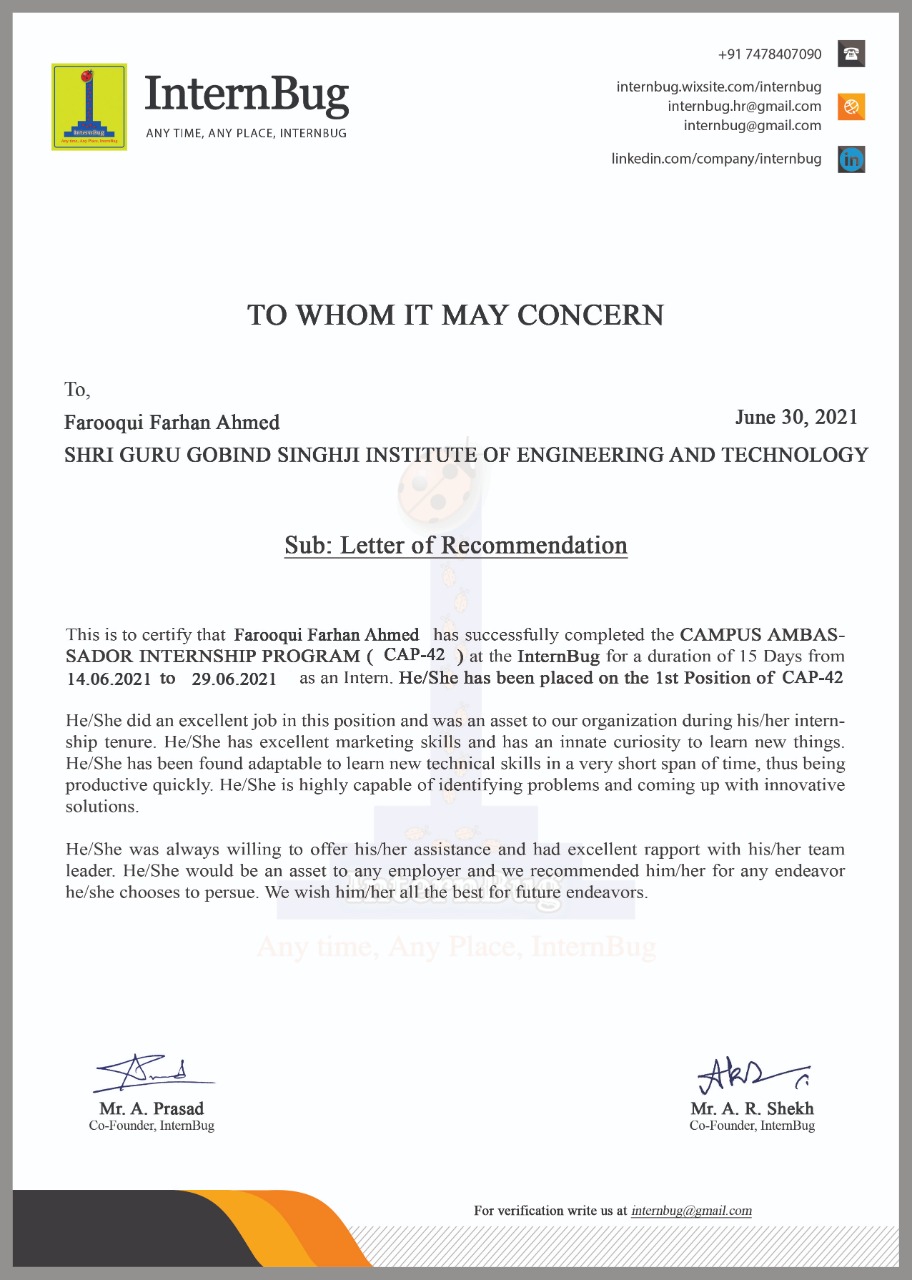 +91 7478407090
internbug.wixsite.com/internbug
internbug.hr@gmail.com
internbug@gmail.com
linkedin.com/company/internbug
in
InternBug
ANY TIME, ANY PLACE, INTERNBUG
InternBug
Any time, Any Place, InternBug
TO WHOM IT MAY CONCERN
To,
Farooqui Farhan Ahmed
June 30, 2021
SHRI GURU GOBIND SINGHJI INSTITUTE OF ENGINEERING AND TECHNOLOGY
Sub: Letter of Recommendation
This is to certify that Farooqui Farhan Ahmed has successfully completed the CAMPUS AMBAS-
SADOR INTERNSHIP PROGRAM ( CAP-42 ) at the InternBug for a duration of 15 Days from
14.06.2021 to 29.06.2021 as an Intern. He/She has been placed on the 1st Position of CAP-42
He/She did an excellent job in this position and was an asset to our organization during his/her intern-
ship tenure. He/She has excellent marketing skills and has an innate curiosity to learn new things.
He/She has been found adaptable to learn new technical skills in a very short span of time, thus being
productive quickly. He/She is highly capable of identifying problems and coming up with innovative
solutions.
He/She was always willing to offer his/her assistance and had excellent rapport with his/her team
leader. He/She would be an asset to any employer and we recommended him/her for any endeavor
he/she chooses to persue. We wish him/her all the best for future endeavors.
InternBug
Any time, Any Place, InternBug
Mr. A. Prasad
Co-Founder, InternBug
Mr. A. R. Shekh
Co-Founder, InternBug
For verification write us at internbug@gmail.com